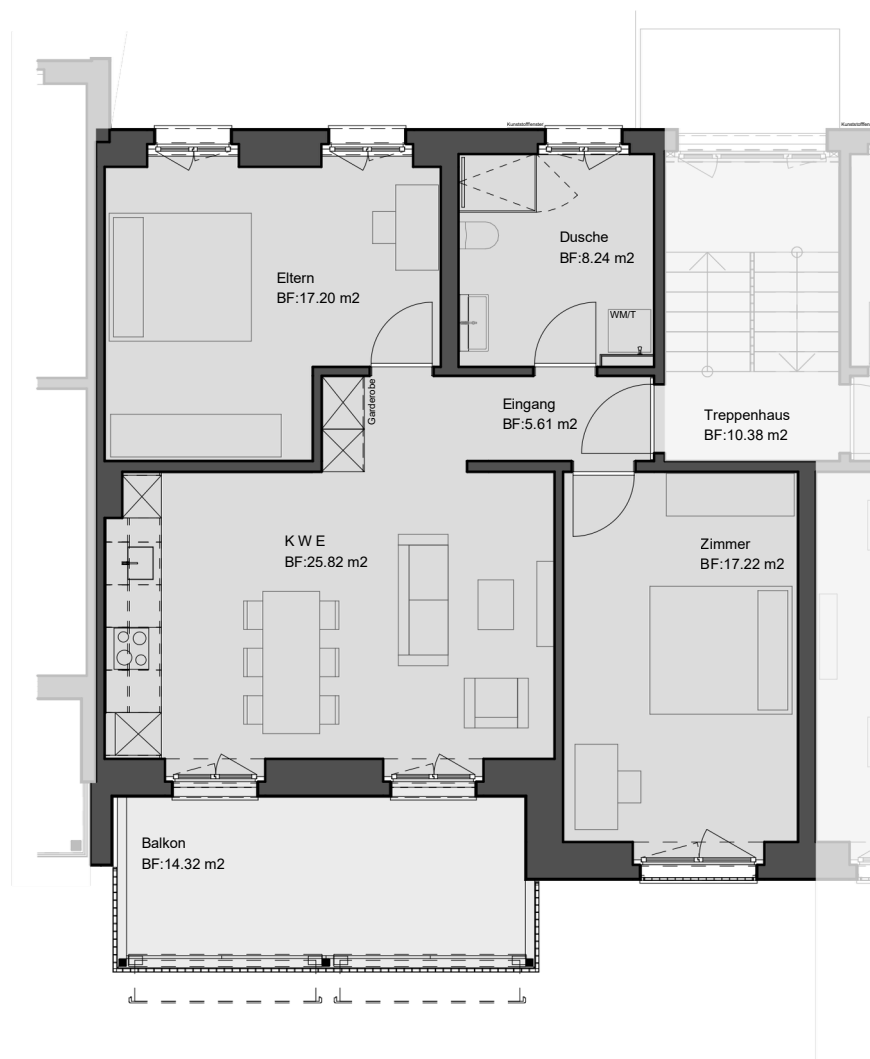 Kunststofffenster
Kunststofffen
Dusche
BF:8.24 m2
Eltern
BF:17.20 m2
WM/T
Garderobe
Eingang
BF:5.61 m2
Treppenhaus
BF:10.38 m2
K W E
BF:25.82 m2
Zimmer
BF:17.22 m2
Balkon
BF:14.32 m2